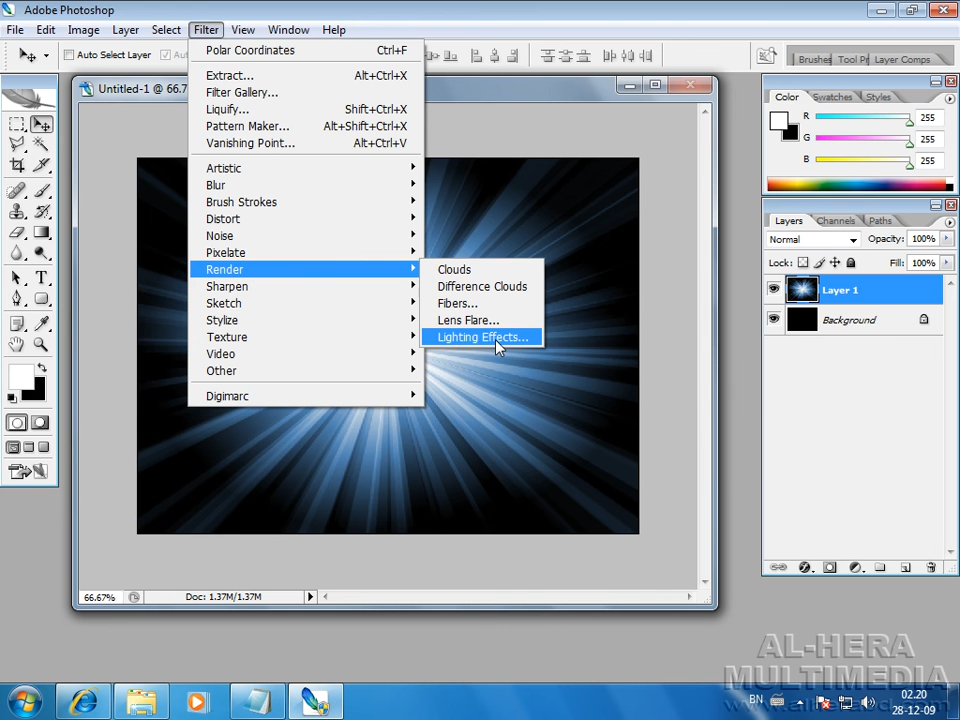 Adobe Photoshop
File Edit Image Layer Select Filter View Window Help
Auto Select Layer
Brushes Tool Pr Layer Comps
Polar Coordinates Ctrl+F
Extract... Alt+Ctrl+X
Filter Gallery...
Liquify... Shift+Ctrl+X
Pattern Maker... Alt+Shift+Ctrl+X
Vanishing Point... Alt+Ctrl+V
Artistic
Blur
Brush Strokes
Distort
Noise
Pixelate
Render
Sharpen
Sketch
Stylize
Texture
Video
Other
Digimarc
Clouds
Difference Clouds
Fibers...
Lens Flare...
Lighting Effects...
Untitled-1 @ 66.7
66.67% Doc: 1.37M/1.37M
Color Swatches Styles
R 255
G 255
B 255
Layers Channels Paths
Normal Opacity: 100%
Lock: Fill: 100%
Layer 1
Background
AL-HERA
MULTIMEDIA
BN 02.20
28-12-09